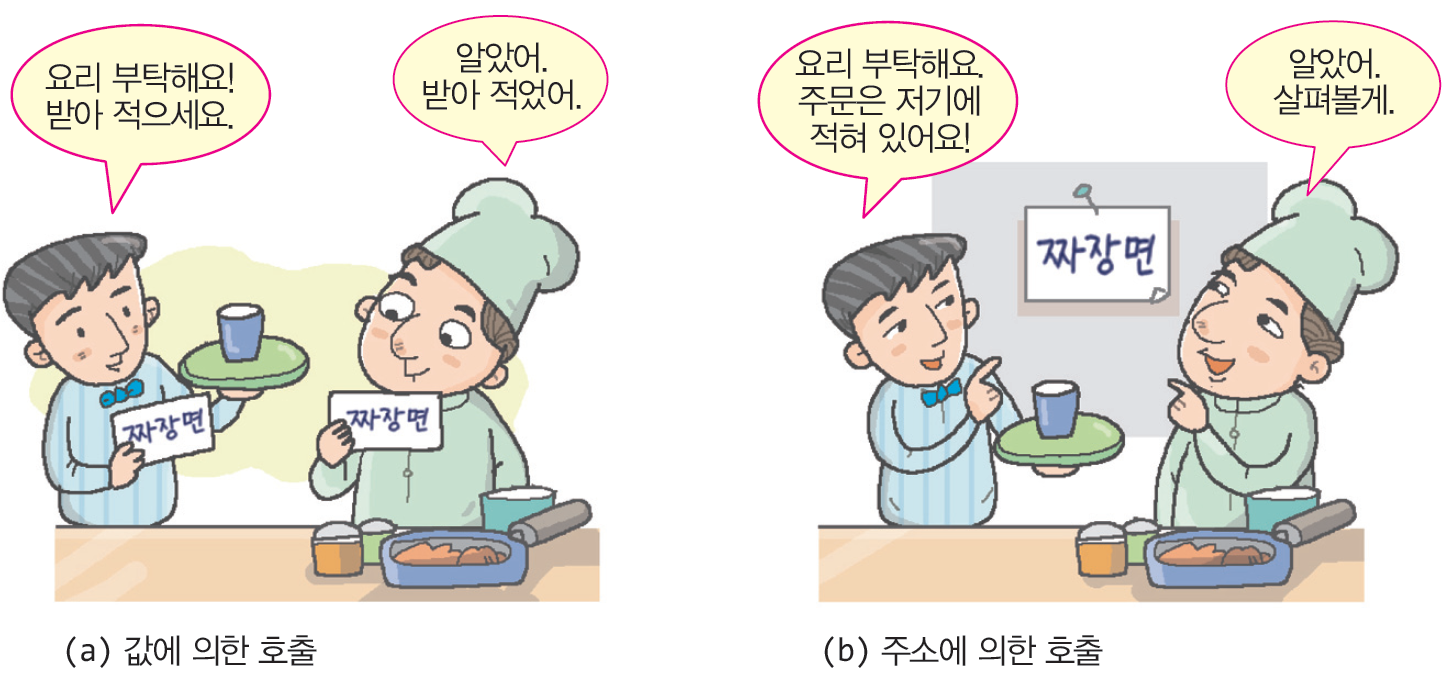 요리 부탁해요!
받아 적으세요.
알았어.
받아 적었어.
짜장면
짜장면
(a) 값에 의한 호출
요리 부탁해요.
주문은 저기에
적혀 있어요!
알았어.
살펴볼게.
짜장면
(b) 주소에 의한 호출